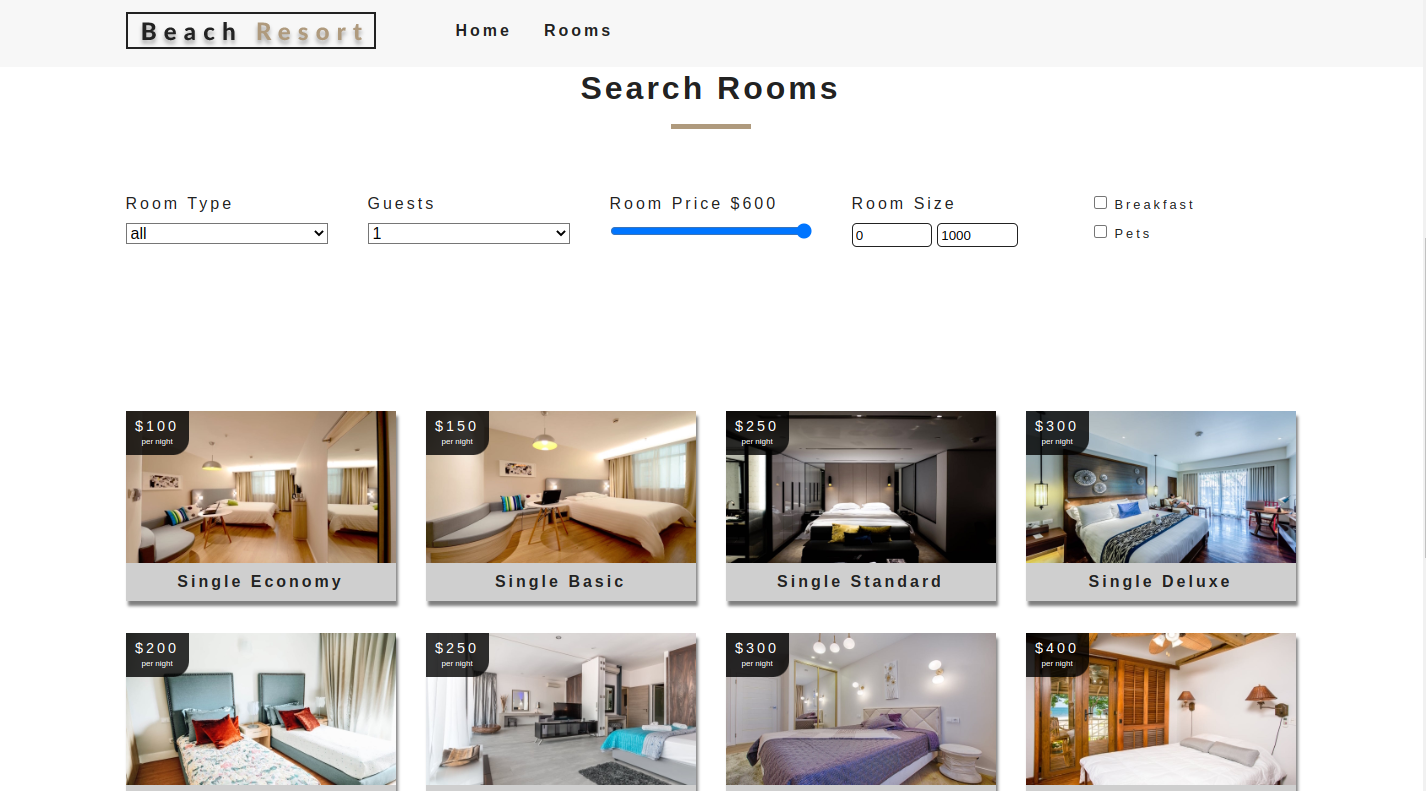 Beach Resort
Home
Rooms
Search Rooms
Room Type
Guests
Room Price $600
Room Size
Breakfast
all
1
0
1000
Pets
$100
per night
$150
per night
$250
per night
$300
per night
Single Economy
Single Basic
Single Standard
Single Deluxe
$200
per night
$250
per night
$300
per night
$400
per night